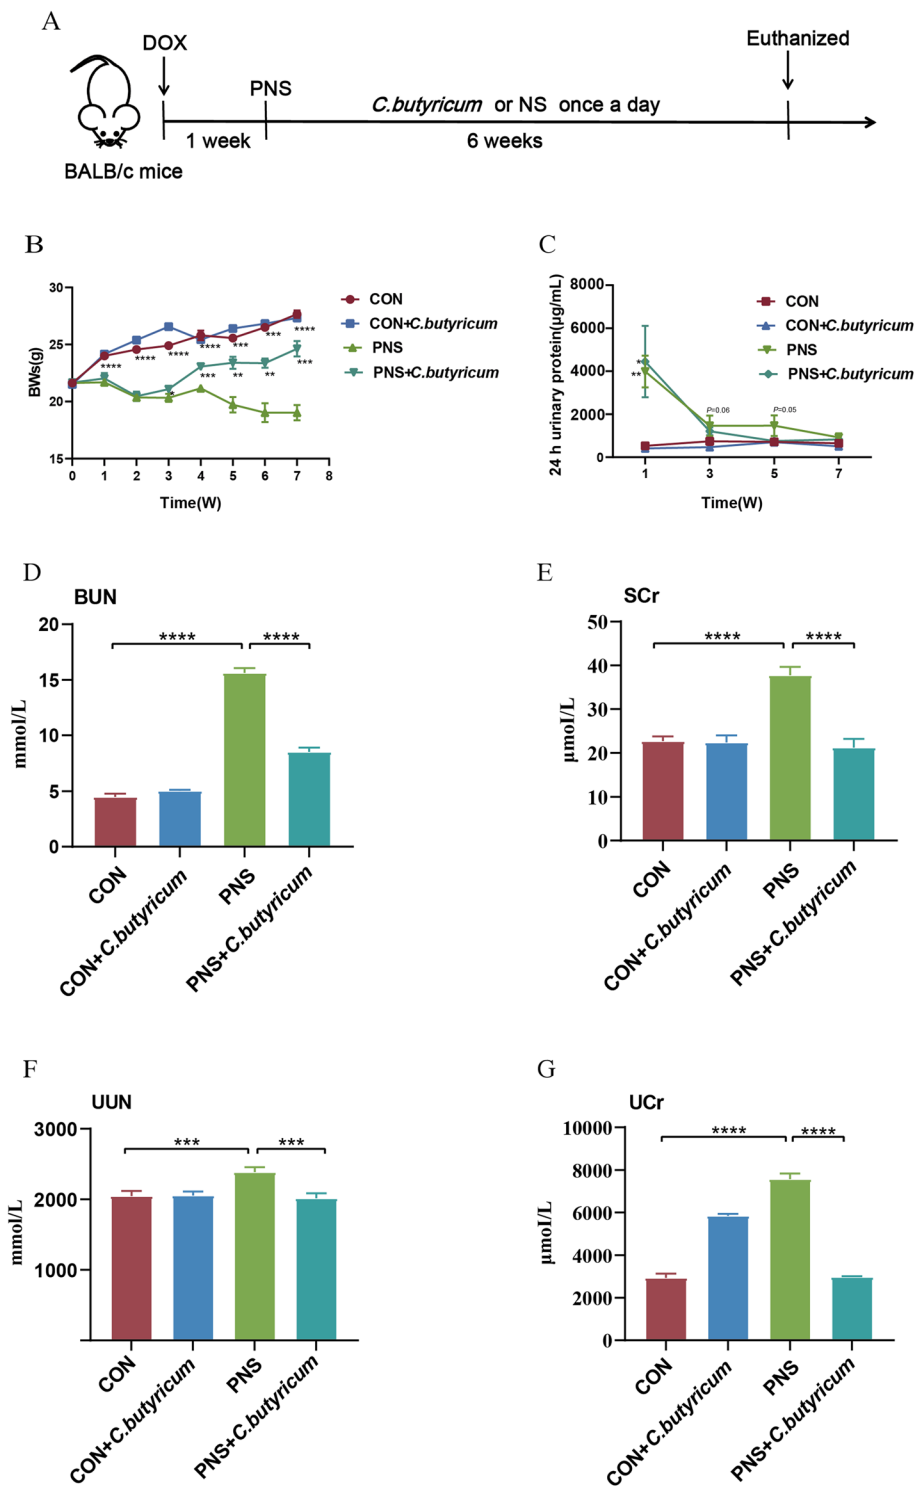 A
DOX
Euthanized
PNS
C.butyricum or NS once a day
1 week
6 weeks
BALB/c mice
B
30
25
20
15
BWs(g)
0 1 2 3 4 5 6 7 8
Time(W)
****
****
****
****
***
***
****
*
***
**
**
***
CON
CON+C.butyricum
PNS
PNS+C.butyricum
C
8000
6000
4000
2000
0
24 h urinary protein(μg/mL)
*
**
P=0.06
P=0.05
1 3 5 7
Time(W)
CON
CON+C.butyricum
PNS
PNS+C.butyricum
D
BUN
20
15
10
5
0
mmol/L
**** ****
CON
CON+C.butyricum
PNS
PNS+C.butyricum
E
SCr
50
40
30
20
10
0
μmol/L
**** ****
CON
CON+C.butyricum
PNS
PNS+C.butyricum
F
UUN
3000
2000
1000
mmol/L
*** ***
CON
CON+C.butyricum
PNS
PNS+C.butyricum
G
UCr
10000
8000
6000
4000
2000
0
μmol/L
**** ****
CON
CON+C.butyricum
PNS
PNS+C.butyricum